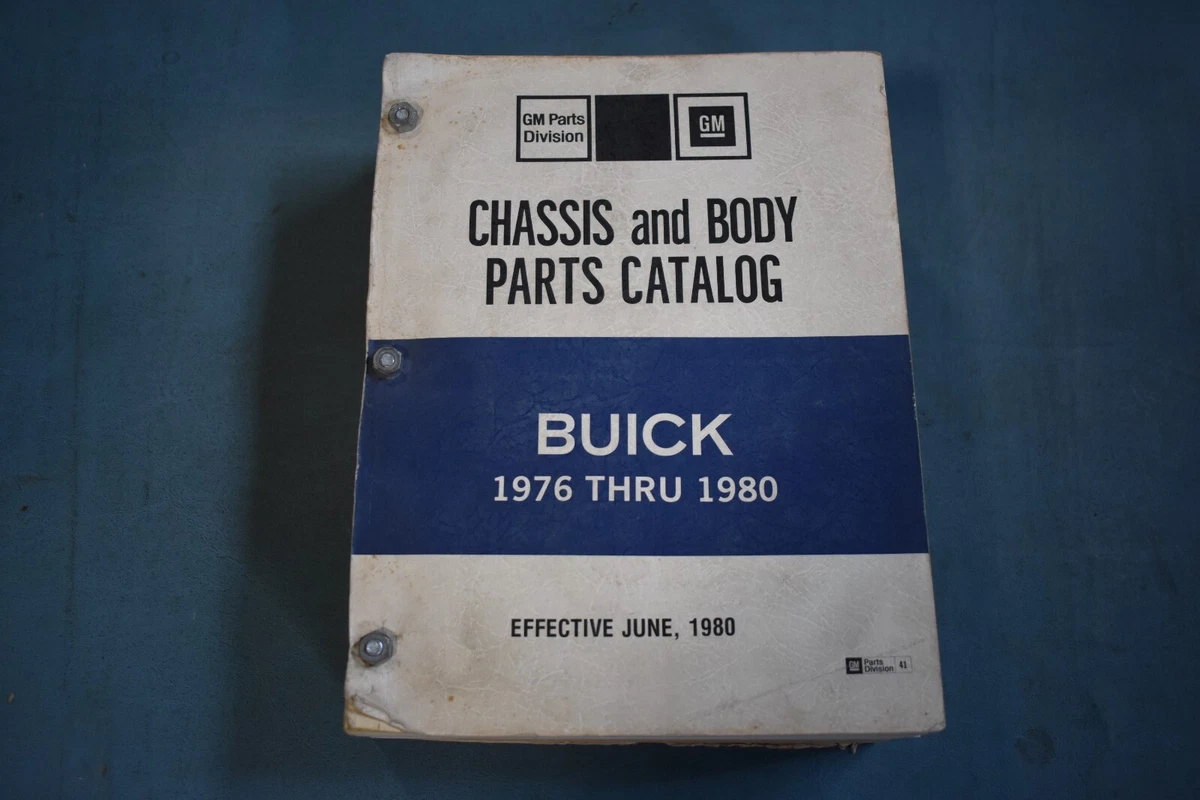 GM Parts
Division
GM
CHASSIS and BODY
PARTS CATALOG
BUICK
1976 THRU 1980
EFFECTIVE JUNE, 1980
GM Parts
Division 41